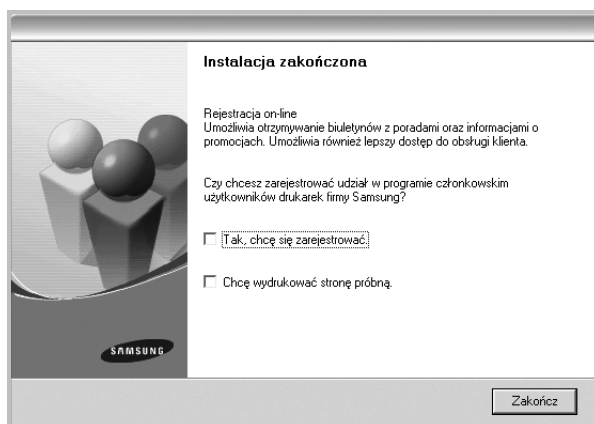 Instalacja zakończona
Rejestracja on-line
Umożliwia otrzymywanie biuletynów z poradami oraz informacjami o
promocjach. Umożliwia również lepszy dostęp do obsługi klienta.
Czy chcesz zarejestrować udział w programie członkowskim
użytkowników drukarek firmy Samsung?
Tak, chcę się zarejestrować.
Chcę wydrukować stronę próbną.
SAMSUNG
Zakończ